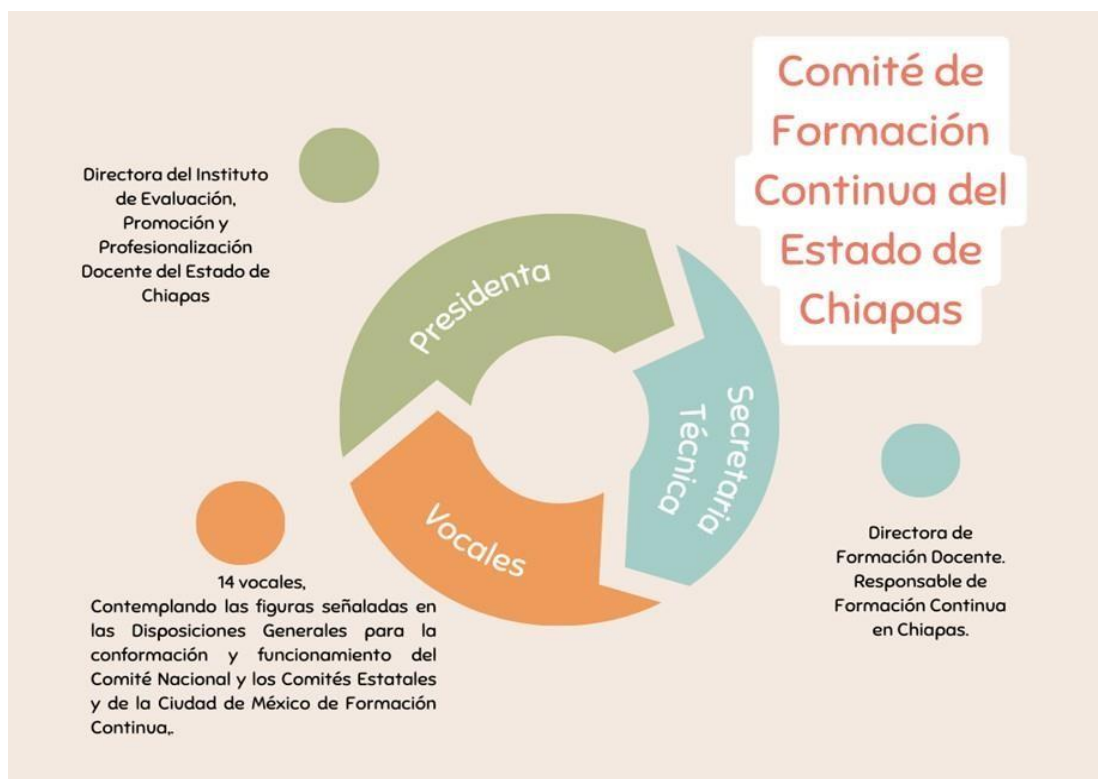 Comité de
Formación
Continua del
Estado de
Chiapas
Directora del Instituto
de Evaluación,
Promoción y
Profesionalización
Docente del Estado de
Chiapas
Presidenta
Secretaria
Técnica
Vocales
Directora de
Formación Docente.
Responsable de
Formación Continua
en Chiapas.
14 vocales,
Contemplando las figuras señaladas en
las Disposiciones Generales para la
conformación y funcionamiento del
Comité Nacional y los Comités Estatales
y de la Ciudad de México de Formación
Continua,.